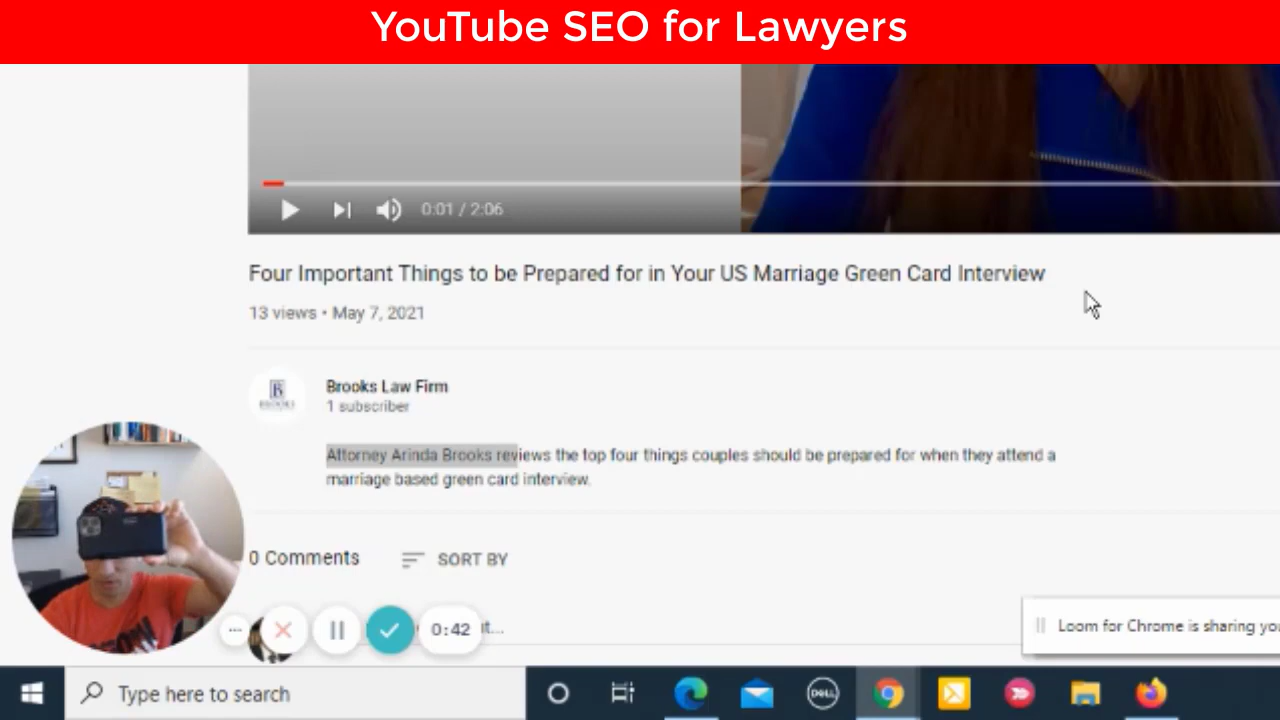 YouTube SEO for Lawyers
0:01 / 2:06
Four Important Things to be Prepared for in Your US Marriage Green Card Interview
13 views • May 7, 2021
Brooks Law Firm
1 subscriber
Attorney Arinda Brooks reviews the top four things couples should be prepared for when they attend a
marriage based green card interview.
0 Comments
SORT BY
0:42
Loom for Chrome is sharing you
Type here to search
DELL